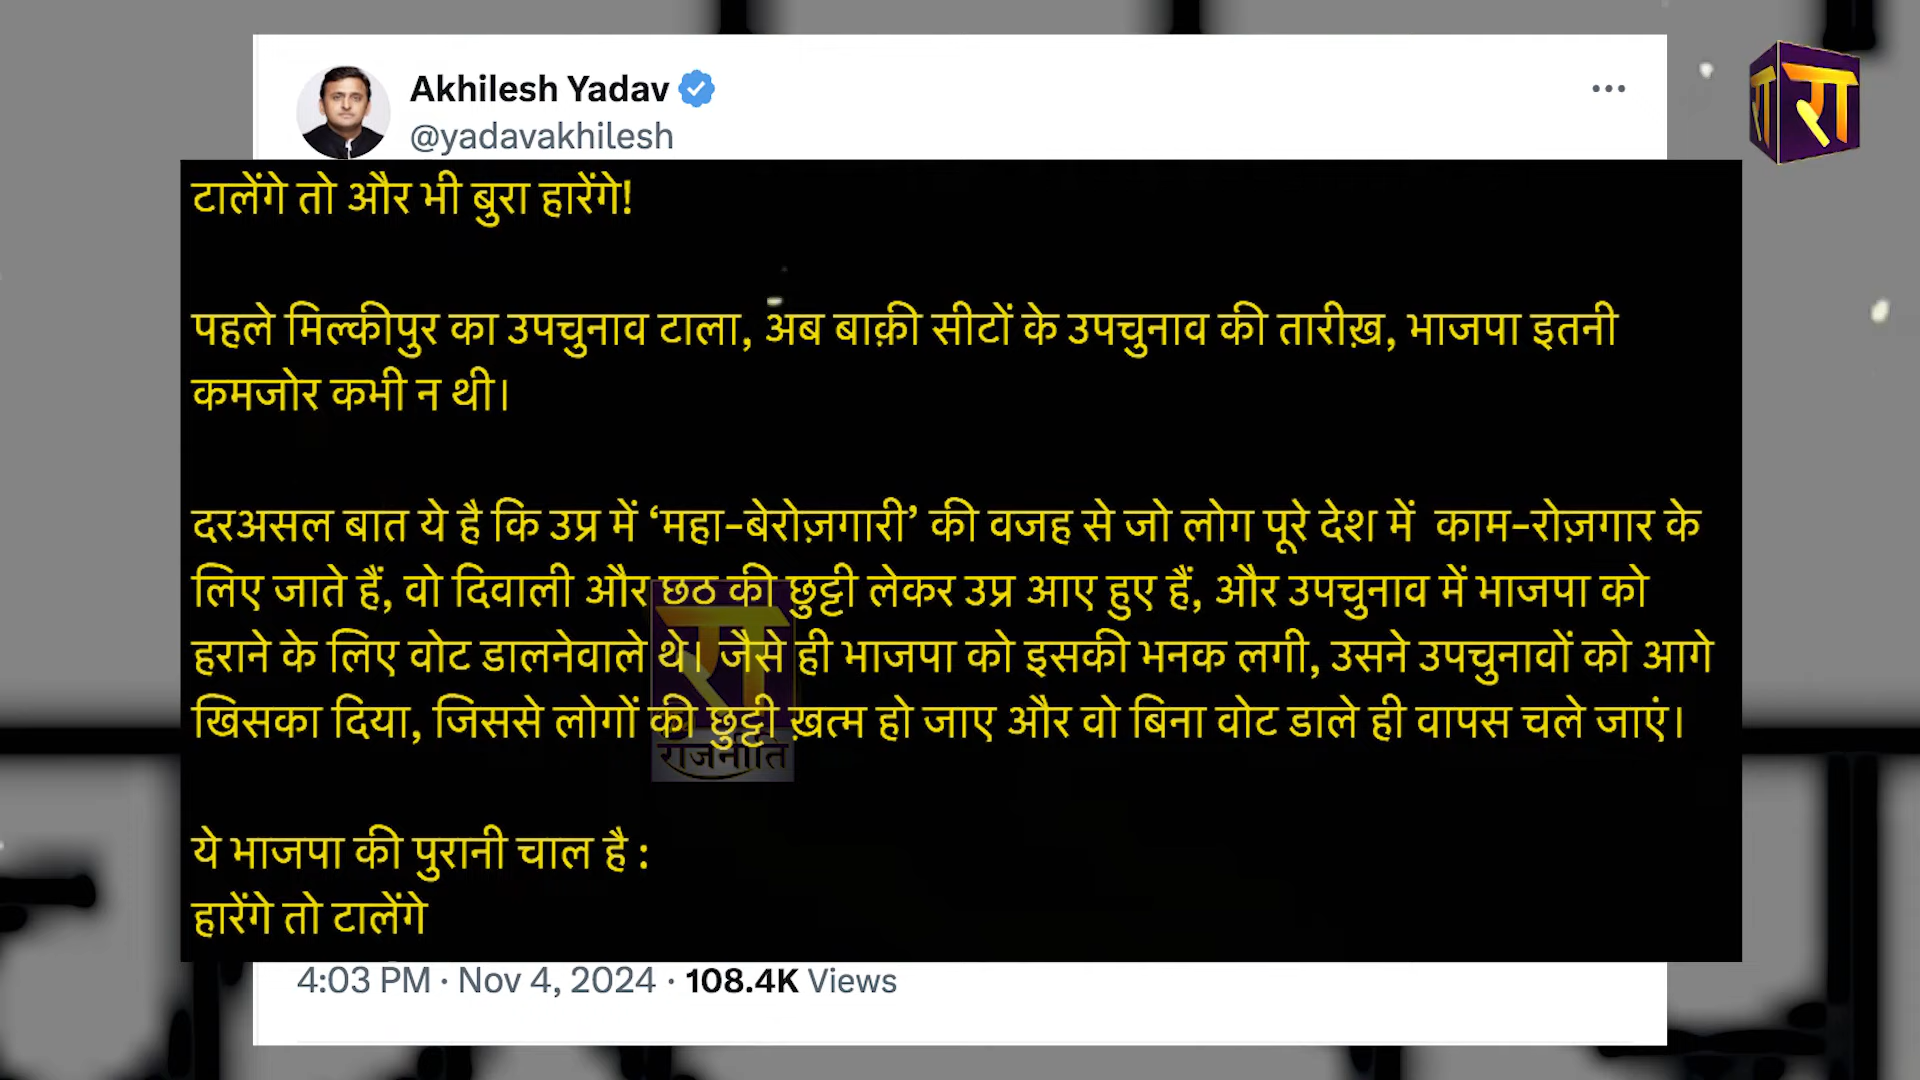 Akhilesh Yadav
रा रा
@yadavakhilesh
टालेंगे तो और भी बुरा हारेंगे!
पहले मिल्कीपुर का उपचुनाव टाला, अब बाक़ी सीटों के उपचुनाव की तारीख़, भाजपा इतनी
कमजोर कभी न थी।
दरअसल बात ये है कि उप्र में ‘महा-बेरोज़गारी’ की वजह से जो लोग पूरे देश में काम-रोज़गार के
लिए जाते हैं, वो दिवाली और छठ की छुट्टी लेकर उप्र आए हुए हैं, और उपचुनाव में भाजपा को
हराने के लिए वोट डालनेवाले थे। जैसे ही भाजपा को इसकी भनक लगी, उसने उपचुनावों को आगे
खिसका दिया, जिससे लोगों की छुट्टी ख़त्म हो जाए और वो बिना वोट डाले ही वापस चले जाएं।
रा
राजनीति
ये भाजपा की पुरानी चाल है :
हारेंगे तो टालेंगे
4:03 PM · Nov 4, 2024 · 108.4K Views